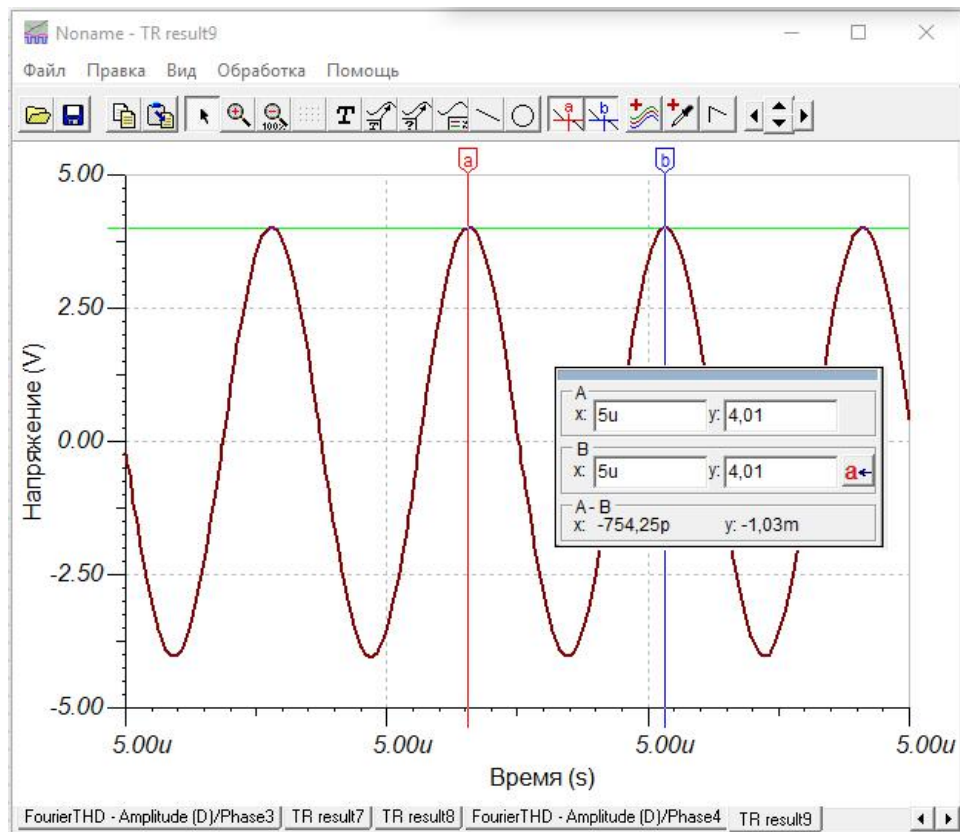 Noname - TR result9
Файл Правка Вид Обработка Помощь
100%
T
a b
a b
5.00
2.50
0.00
-2.50
-5.00
Напряжение (V)
A
x: 5u y: 4,01
B
x: 5u y: 4,01 a←
A - B
x: -754,25p y: -1,03m
5.00u 5.00u 5.00u 5.00u
Время (s)
FourierTHD - Amplitude (D)/Phase3 TR result7 TR result8 FourierTHD - Amplitude (D)/Phase4 TR result9